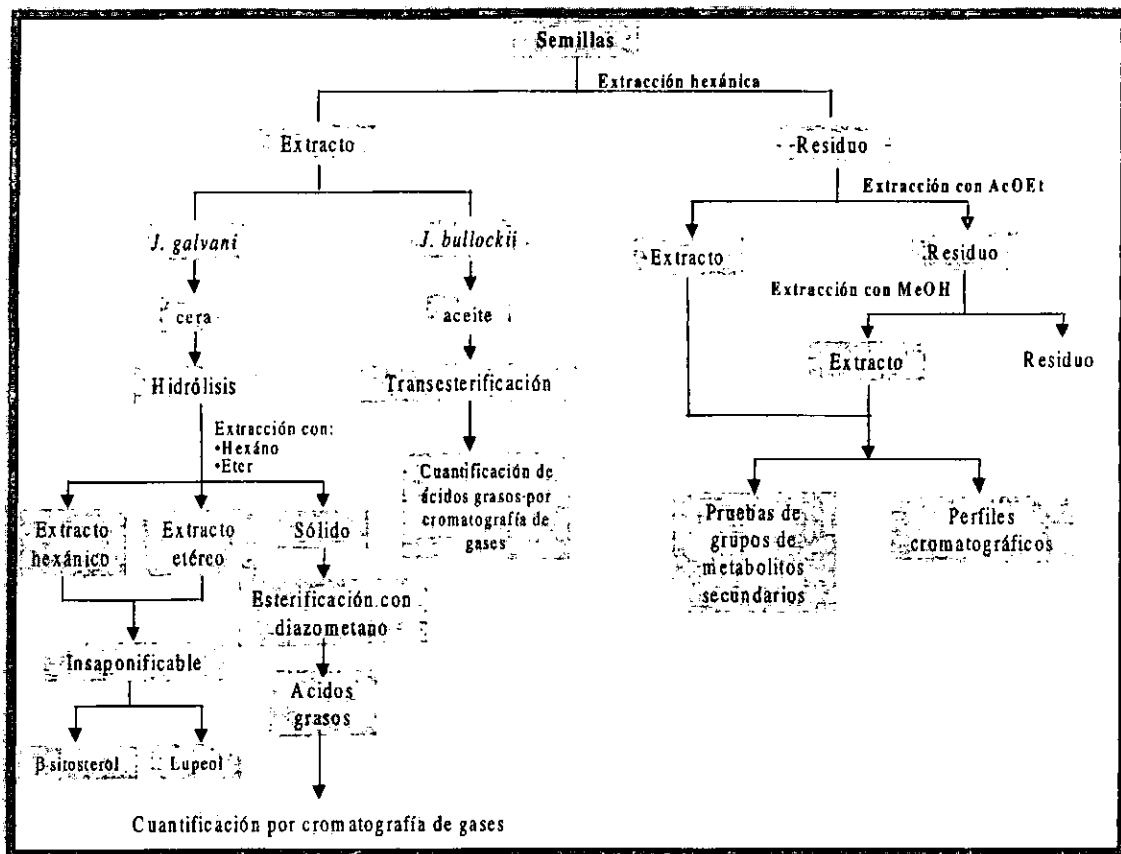 Semillas
Extracción hexánica
Extracto
Residuo
Extracción con AcOEt
J. galvani
J. bullockii
Extracto
Residuo
Extracción con MeOH
cera
aceite
Extracto
Residuo
Hidrólisis
Transesterificación
Extracción con:
•Hexáno
•Eter
Cuantificación de
ácidos grasos por
cromatografía de
gases
Extracto
hexánico
Extracto
etérco
Sólido
Pruebas de
grupos de
metabolitos
secundarios
Perfiles
cromatográficos
Esterificación con
diazometano
Insaponificable
Acidos
grasos
βsitosterol
Lupeol
Cuantificación por cromatografía de gases